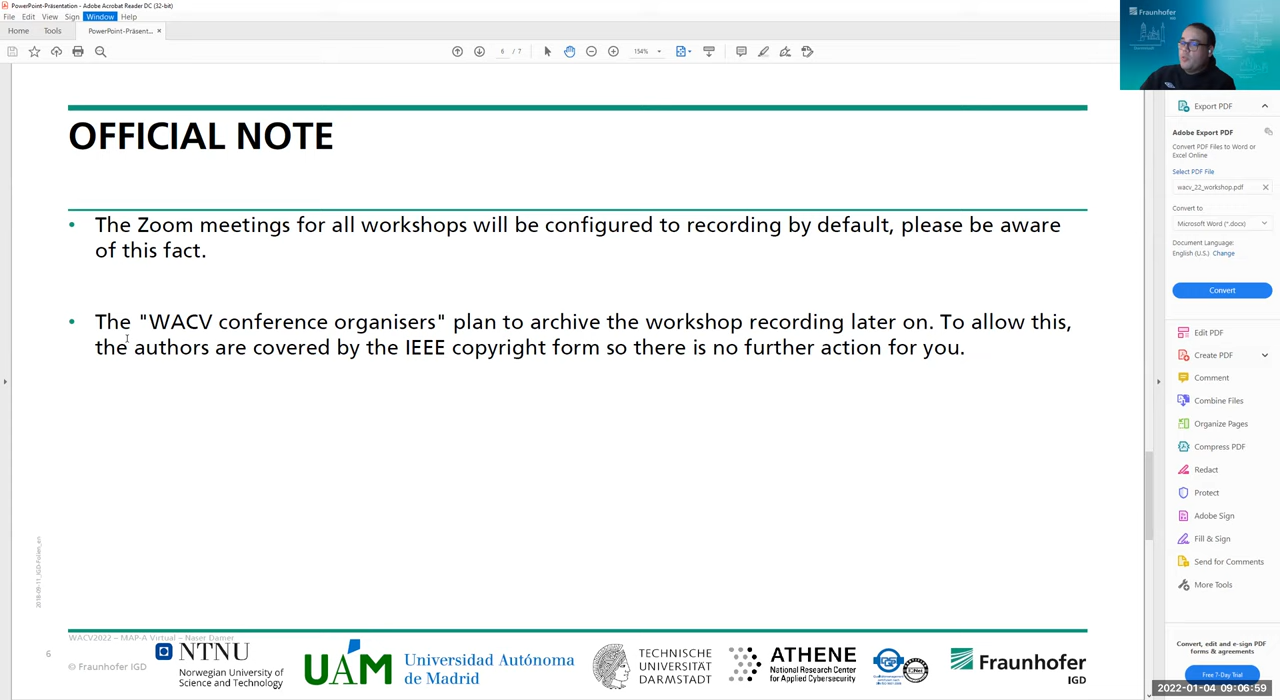 PowerPoint-Präsentation - Adobe Acrobat Reader DC (32-bit)
File Edit View Sign Window Help
Home Tools PowerPoint-Präsent... ×
6 / 7 154%
Fraunhofer
IGD
OFFICIAL NOTE
• The Zoom meetings for all workshops will be configured to recording by default, please be aware
of this fact.
• The "WACV conference organisers" plan to archive the workshop recording later on. To allow this,
the authors are covered by the IEEE copyright form so there is no further action for you.
2018-09-11_IGD-Folien_en
WACV2022 – MAP-A Virtual – Naser Damer
6
© Fraunhofer IGD
NTNU
Norwegian University of
Science and Technology
UAM Universidad Autónoma
de Madrid
TECHNISCHE
UNIVERSITÄT
DARMSTADT
ATHENE
National Research Center
for Applied Cybersecurity
Fraunhofer
IGD
Export PDF
Adobe Export PDF
Convert PDF Files to Word or
Excel Online
Select PDF File
wacv_22_workshop.pdf
Convert to
Microsoft Word (*.docx)
Document Language:
English (U.S.) Change
Convert
Edit PDF
Create PDF
Comment
Combine Files
Organize Pages
Compress PDF
Redact
Protect
Adobe Sign
Fill & Sign
Send for Comments
More Tools
Convert, edit and e-sign PDF
forms & agreements
Free 7-Day Trial
2022-01-04 09:06:59